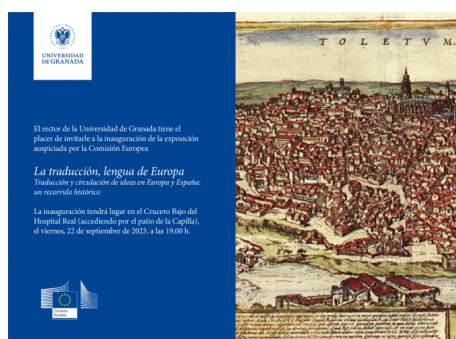 UNIVERSIDAD
DE GRANADA
El rector de la Universidad de Granada tiene el
placer de invitarle a la inauguración de la exposición
auspiciada por la Comisión Europea
La traducción, lengua de Europa
Traducción y circulación de ideas en Europa y España:
un recorrido histórico
La inauguración tendrá lugar en el Crucero Bajo del
Hospital Real (accediendo por el patio de la Capilla),
el viernes, 22 de septiembre de 2023, a las 19.00 h.
Comisión
Europea
TOLETVM.